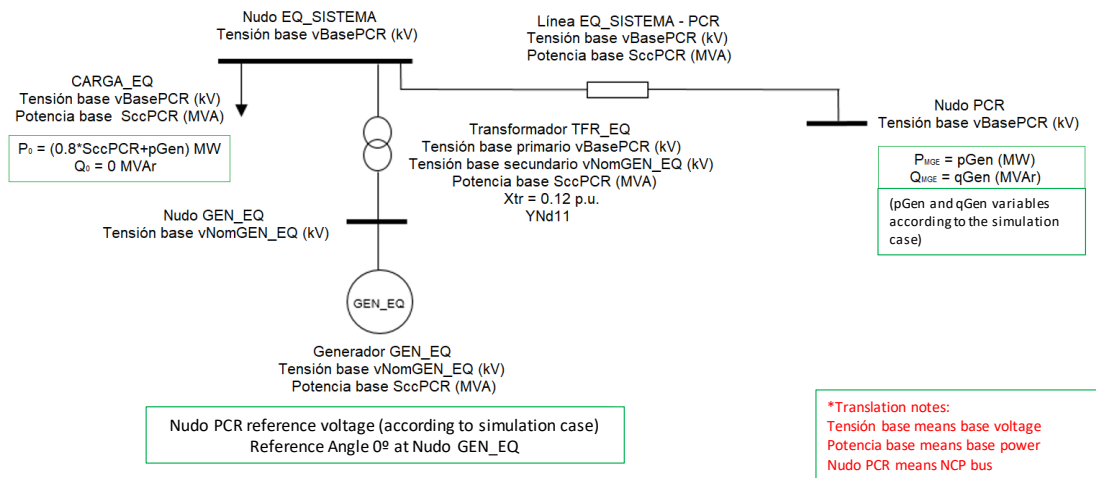 Nudo EQ_SISTEMA
Tensión base vBasePCR (kV)
Línea EQ_SISTEMA - PCR
Tensión base vBasePCR (kV)
Potencia base SccPCR (MVA)
CARGA_EQ
Tensión base vBasePCR (kV)
Potencia base SccPCR (MVA)
P₀ = (0.8*SccPCR+pGen) MW
Q₀ = 0 MVAr
Transformador TFR_EQ
Tensión base primario vBasePCR (kV)
Tensión base secundario vNomGEN_EQ (kV)
Potencia base SccPCR (MVA)
Xtr = 0.12 p.u.
YNd11
Nudo PCR
Tensión base vBasePCR (kV)
PMGE = pGen (MW)
QMGE = qGen (MVAr)
(pGen and qGen variables
according to the simulation
case)
Nudo GEN_EQ
Tensión base vNomGEN_EQ (kV)
GEN_EQ
Generador GEN_EQ
Tensión base vNomGEN_EQ (kV)
Potencia base SccPCR (MVA)
Nudo PCR reference voltage (according to simulation case)
Reference Angle 0º at Nudo GEN_EQ
*Translation notes:
Tensión base means base voltage
Potencia base means base power
Nudo PCR means NCP bus